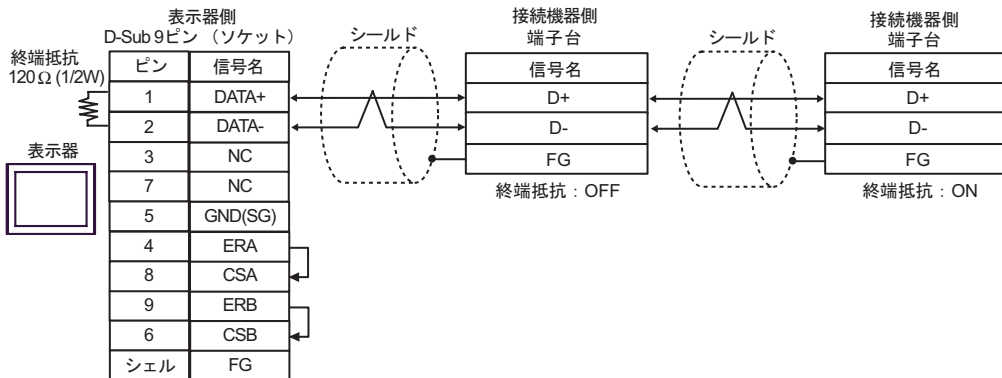 表示器側
D-Sub 9ピン （ソケット）
終端抵抗
120Ω (1/2W)
表示器
ピン 信号名
1 DATA+
2 DATA-
3 NC
7 NC
5 GND(SG)
4 ERA
8 CSA
9 ERB
6 CSB
シェル FG
シールド
接続機器側
端子台
信号名
D+
D-
FG
終端抵抗：OFF
シールド
接続機器側
端子台
信号名
D+
D-
FG
終端抵抗：ON